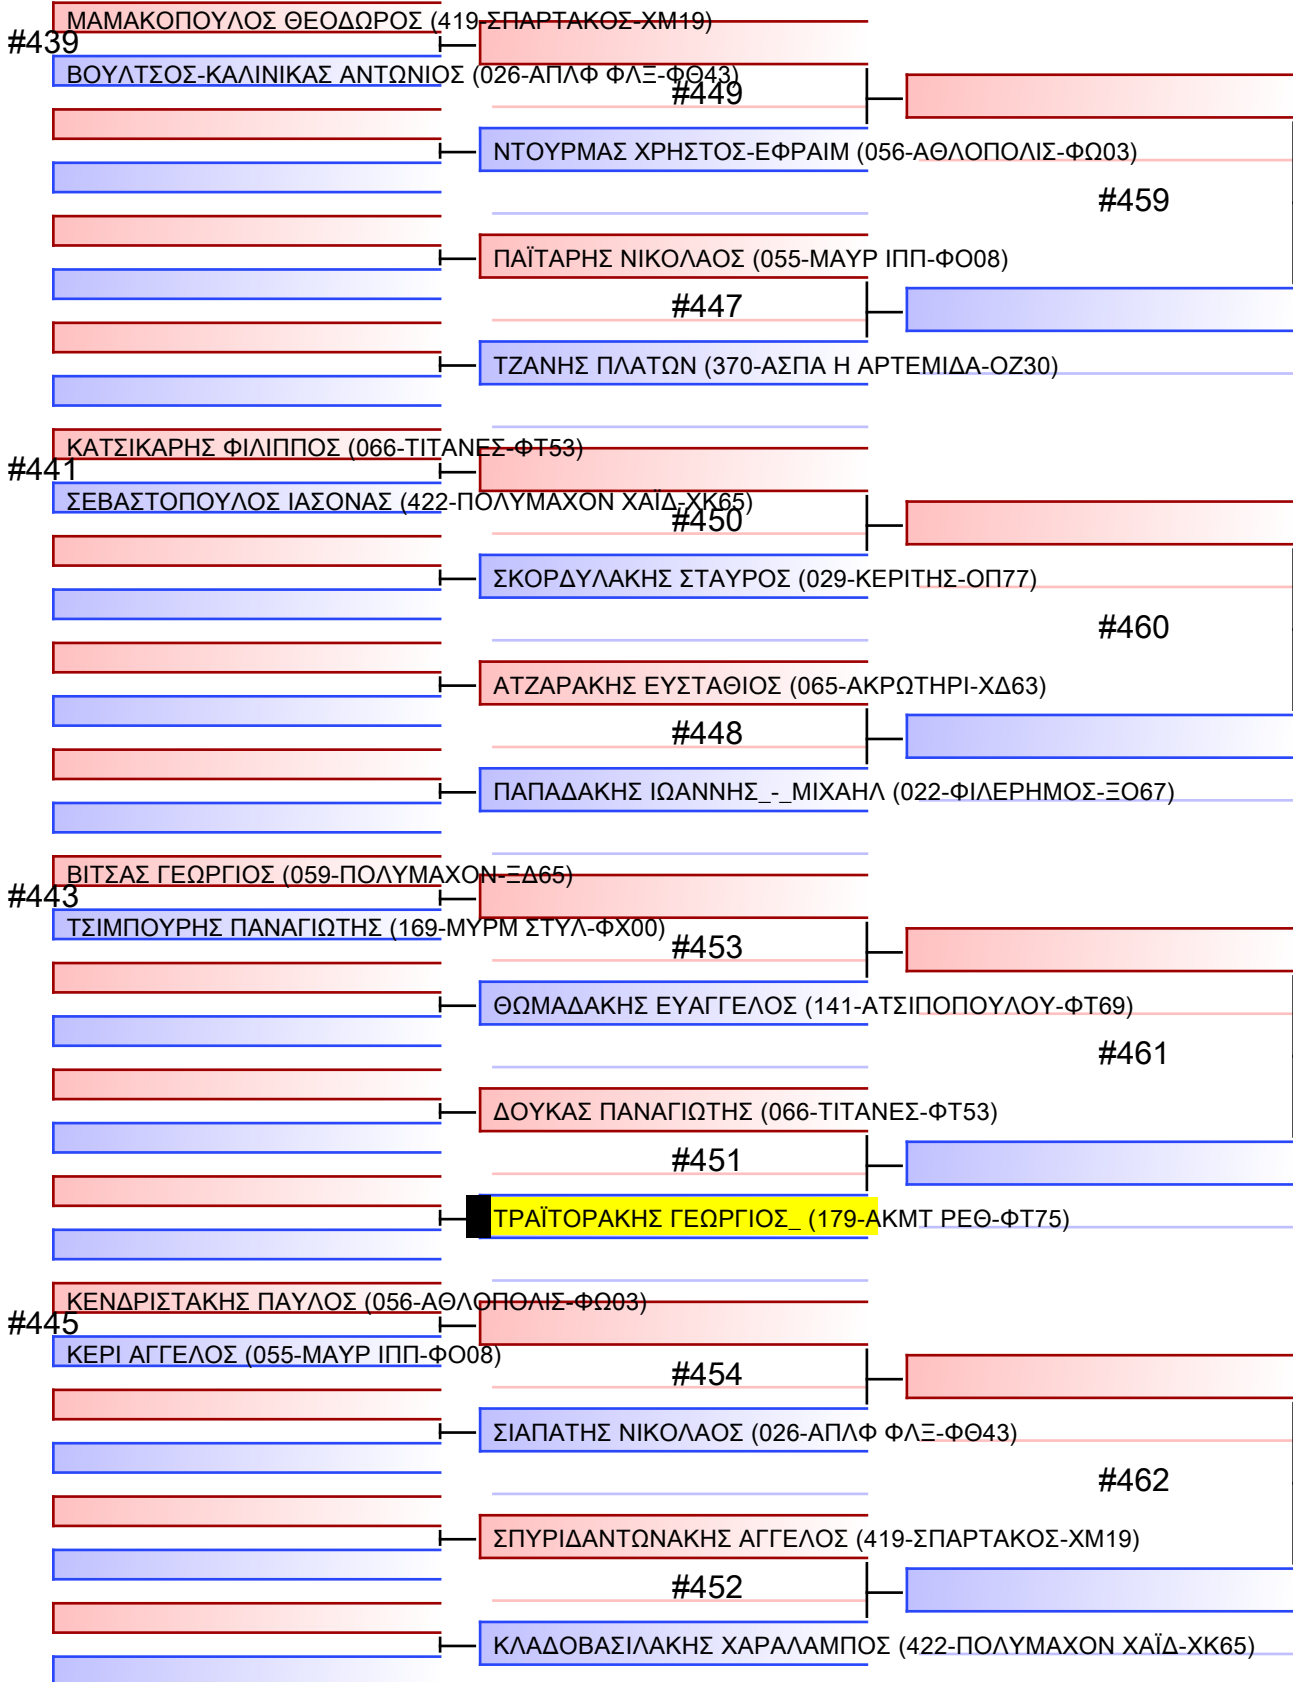 ΜΑΜΑΚΟΠΟΥΛΟΣ ΘΕΟΔΩΡΟΣ (419-ΣΠΑΡΤΑΚΟΣ-ΧΜ19)
#439
ΒΟΥΛΤΣΟΣ-ΚΑΛΙΝΙΚΑΣ ΑΝΤΩΝΙΟΣ (026-ΑΠΛΦ ΦΛΞ-ΦΘ43)
#449
ΝΤΟΥΡΜΑΣ ΧΡΗΣΤΟΣ-ΕΦΡΑΙΜ (056-ΑΘΛΟΠΟΛΙΣ-ΦΩ03)
#459
ΠΑΪΤΑΡΗΣ ΝΙΚΟΛΑΟΣ (055-ΜΑΥΡ ΙΠΠ-ΦΟ08)
#447
ΤΖΑΝΗΣ ΠΛΑΤΩΝ (370-ΑΣΠΑ Η ΑΡΤΕΜΙΔΑ-ΟΖ30)
ΚΑΤΣΙΚΑΡΗΣ ΦΙΛΙΠΠΟΣ (066-ΤΙΤΑΝΕΣ-ΦΤ53)
#441
ΣΕΒΑΣΤΟΠΟΥΛΟΣ ΙΑΣΟΝΑΣ (422-ΠΟΛΥΜΑΧΟΝ ΧΑΪΔ-ΧΚ65)
#450
ΣΚΟΡΔΥΛΑΚΗΣ ΣΤΑΥΡΟΣ (029-ΚΕΡΙΤΗΣ-ΟΠ77)
#460
ΑΤΖΑΡΑΚΗΣ ΕΥΣΤΑΘΙΟΣ (065-ΑΚΡΩΤΗΡΙ-ΧΔ63)
#448
ΠΑΠΑΔΑΚΗΣ ΙΩΑΝΝΗΣ_-_ΜΙΧΑΗΛ (022-ΦΙΛΕΡΗΜΟΣ-ΞΟ67)
ΒΙΤΣΑΣ ΓΕΩΡΓΙΟΣ (059-ΠΟΛΥΜΑΧΟΝ-ΞΔ65)
#443
ΤΣΙΜΠΟΥΡΗΣ ΠΑΝΑΓΙΩΤΗΣ (169-ΜΥΡΜ ΣΤΥΛ-ΦΧ00)
#453
ΘΩΜΑΔΑΚΗΣ ΕΥΑΓΓΕΛΟΣ (141-ΑΤΣΙΠΟΠΟΥΛΟΥ-ΦΤ69)
#461
ΔΟΥΚΑΣ ΠΑΝΑΓΙΩΤΗΣ (066-ΤΙΤΑΝΕΣ-ΦΤ53)
#451
ΤΡΑΪΤΟΡΑΚΗΣ ΓΕΩΡΓΙΟΣ_ (179-ΑΚΜΤ ΡΕΘ-ΦΤ75)
ΚΕΝΔΡΙΣΤΑΚΗΣ ΠΑΥΛΟΣ (056-ΑΘΛΟΠΟΛΙΣ-ΦΩ03)
#445
ΚΕΡΙ ΑΓΓΕΛΟΣ (055-ΜΑΥΡ ΙΠΠ-ΦΟ08)
#454
ΣΙΑΠΑΤΗΣ ΝΙΚΟΛΑΟΣ (026-ΑΠΛΦ ΦΛΞ-ΦΘ43)
#462
ΣΠΥΡΙΔΑΝΤΩΝΑΚΗΣ ΑΓΓΕΛΟΣ (419-ΣΠΑΡΤΑΚΟΣ-ΧΜ19)
#452
ΚΛΑΔΟΒΑΣΙΛΑΚΗΣ ΧΑΡΑΛΑΜΠΟΣ (422-ΠΟΛΥΜΑΧΟΝ ΧΑΪΔ-ΧΚ65)